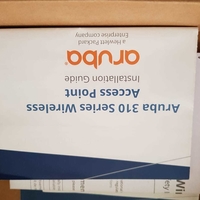 Aruba 310 Series Wireless
Access Point
Installation Guide
aruba
a Hewlett Packard
Enterprise company